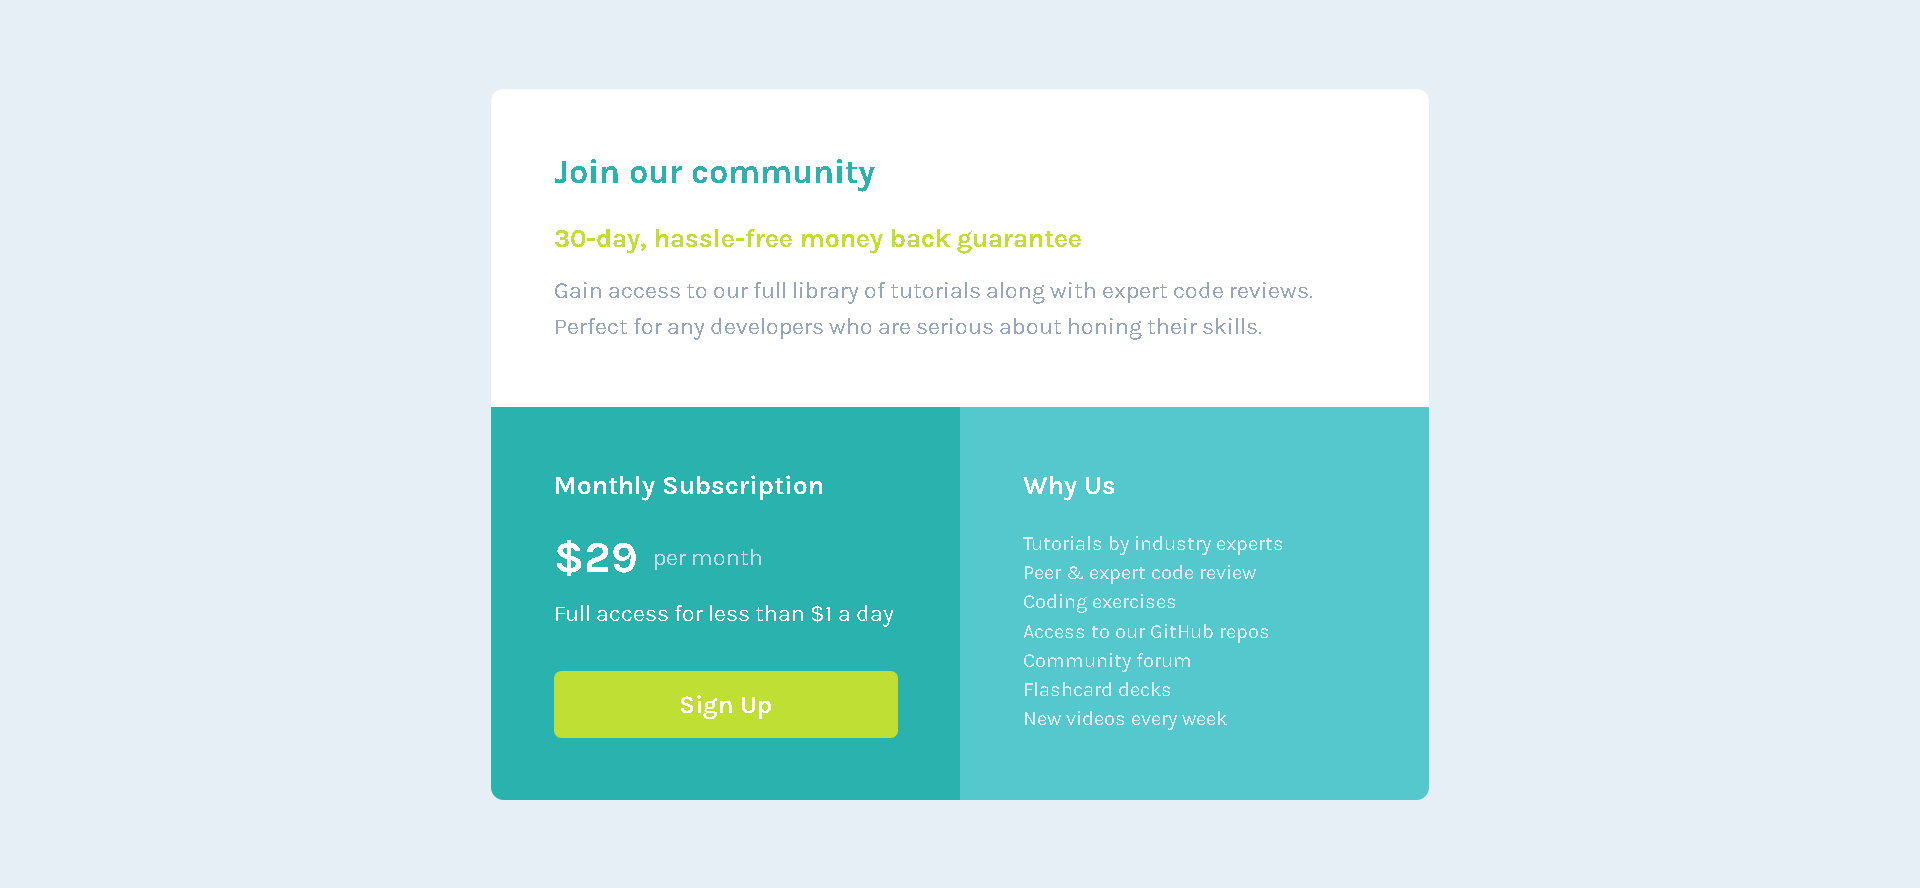 Join our community
30-day, hassle-free money back guarantee
Gain access to our full library of tutorials along with expert code reviews.
Perfect for any developers who are serious about honing their skills.
Monthly Subscription
$29 per month
Full access for less than $1 a day
Sign Up
Why Us
Tutorials by industry experts
Peer & expert code review
Coding exercises
Access to our GitHub repos
Community forum
Flashcard decks
New videos every week